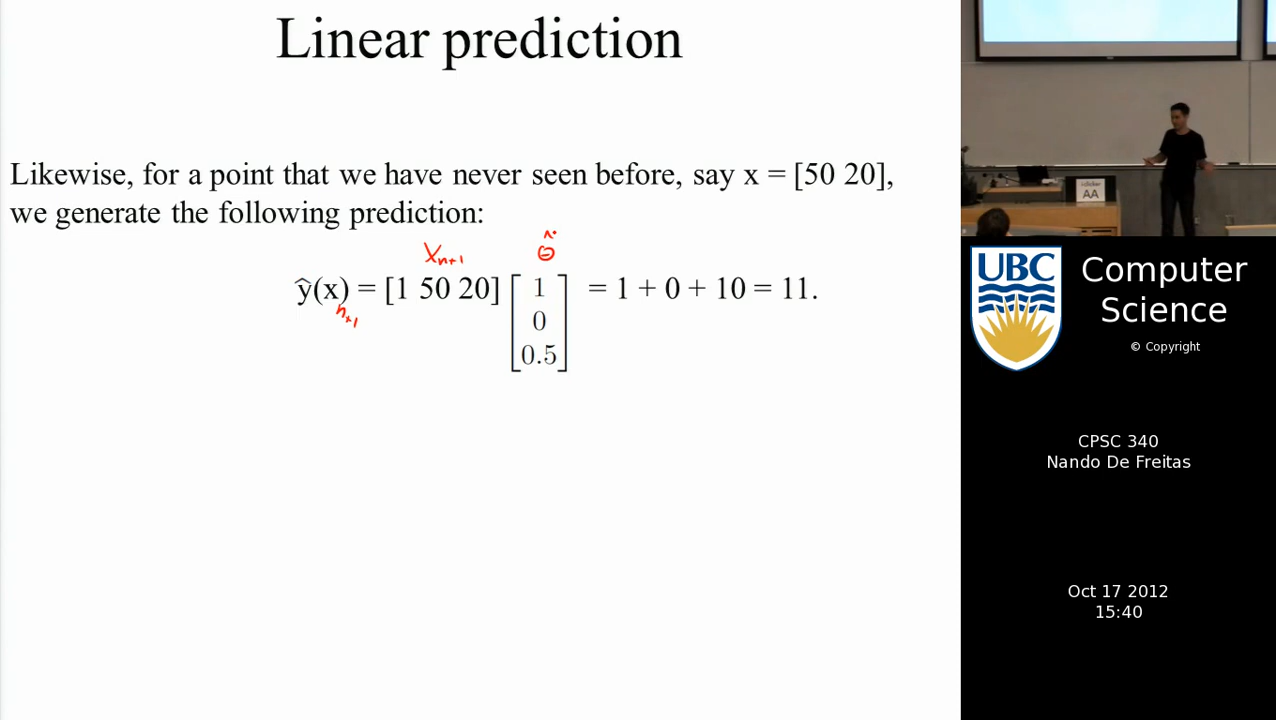 Linear prediction
Likewise, for a point that we have never seen before, say x = [50 20],
we generate the following prediction:
X n+1
θ̂
ŷ(x) = [1 50 20] [1 0 0.5] = 1 + 0 + 10 = 11.
n+1
AA
UBC
Computer
Science
© Copyright
CPSC 340
Nando De Freitas
Oct 17 2012
15:40